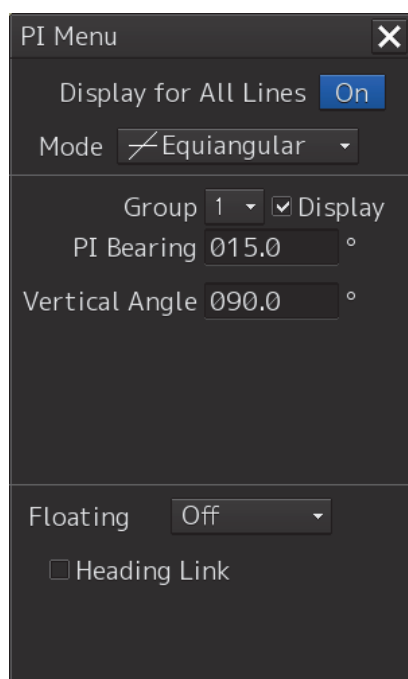 PI Menu
Display for All Lines On
Mode Equiangular
Group 1 Display
PI Bearing 015.0 °
Vertical Angle 090.0 °
Floating Off
Heading Link